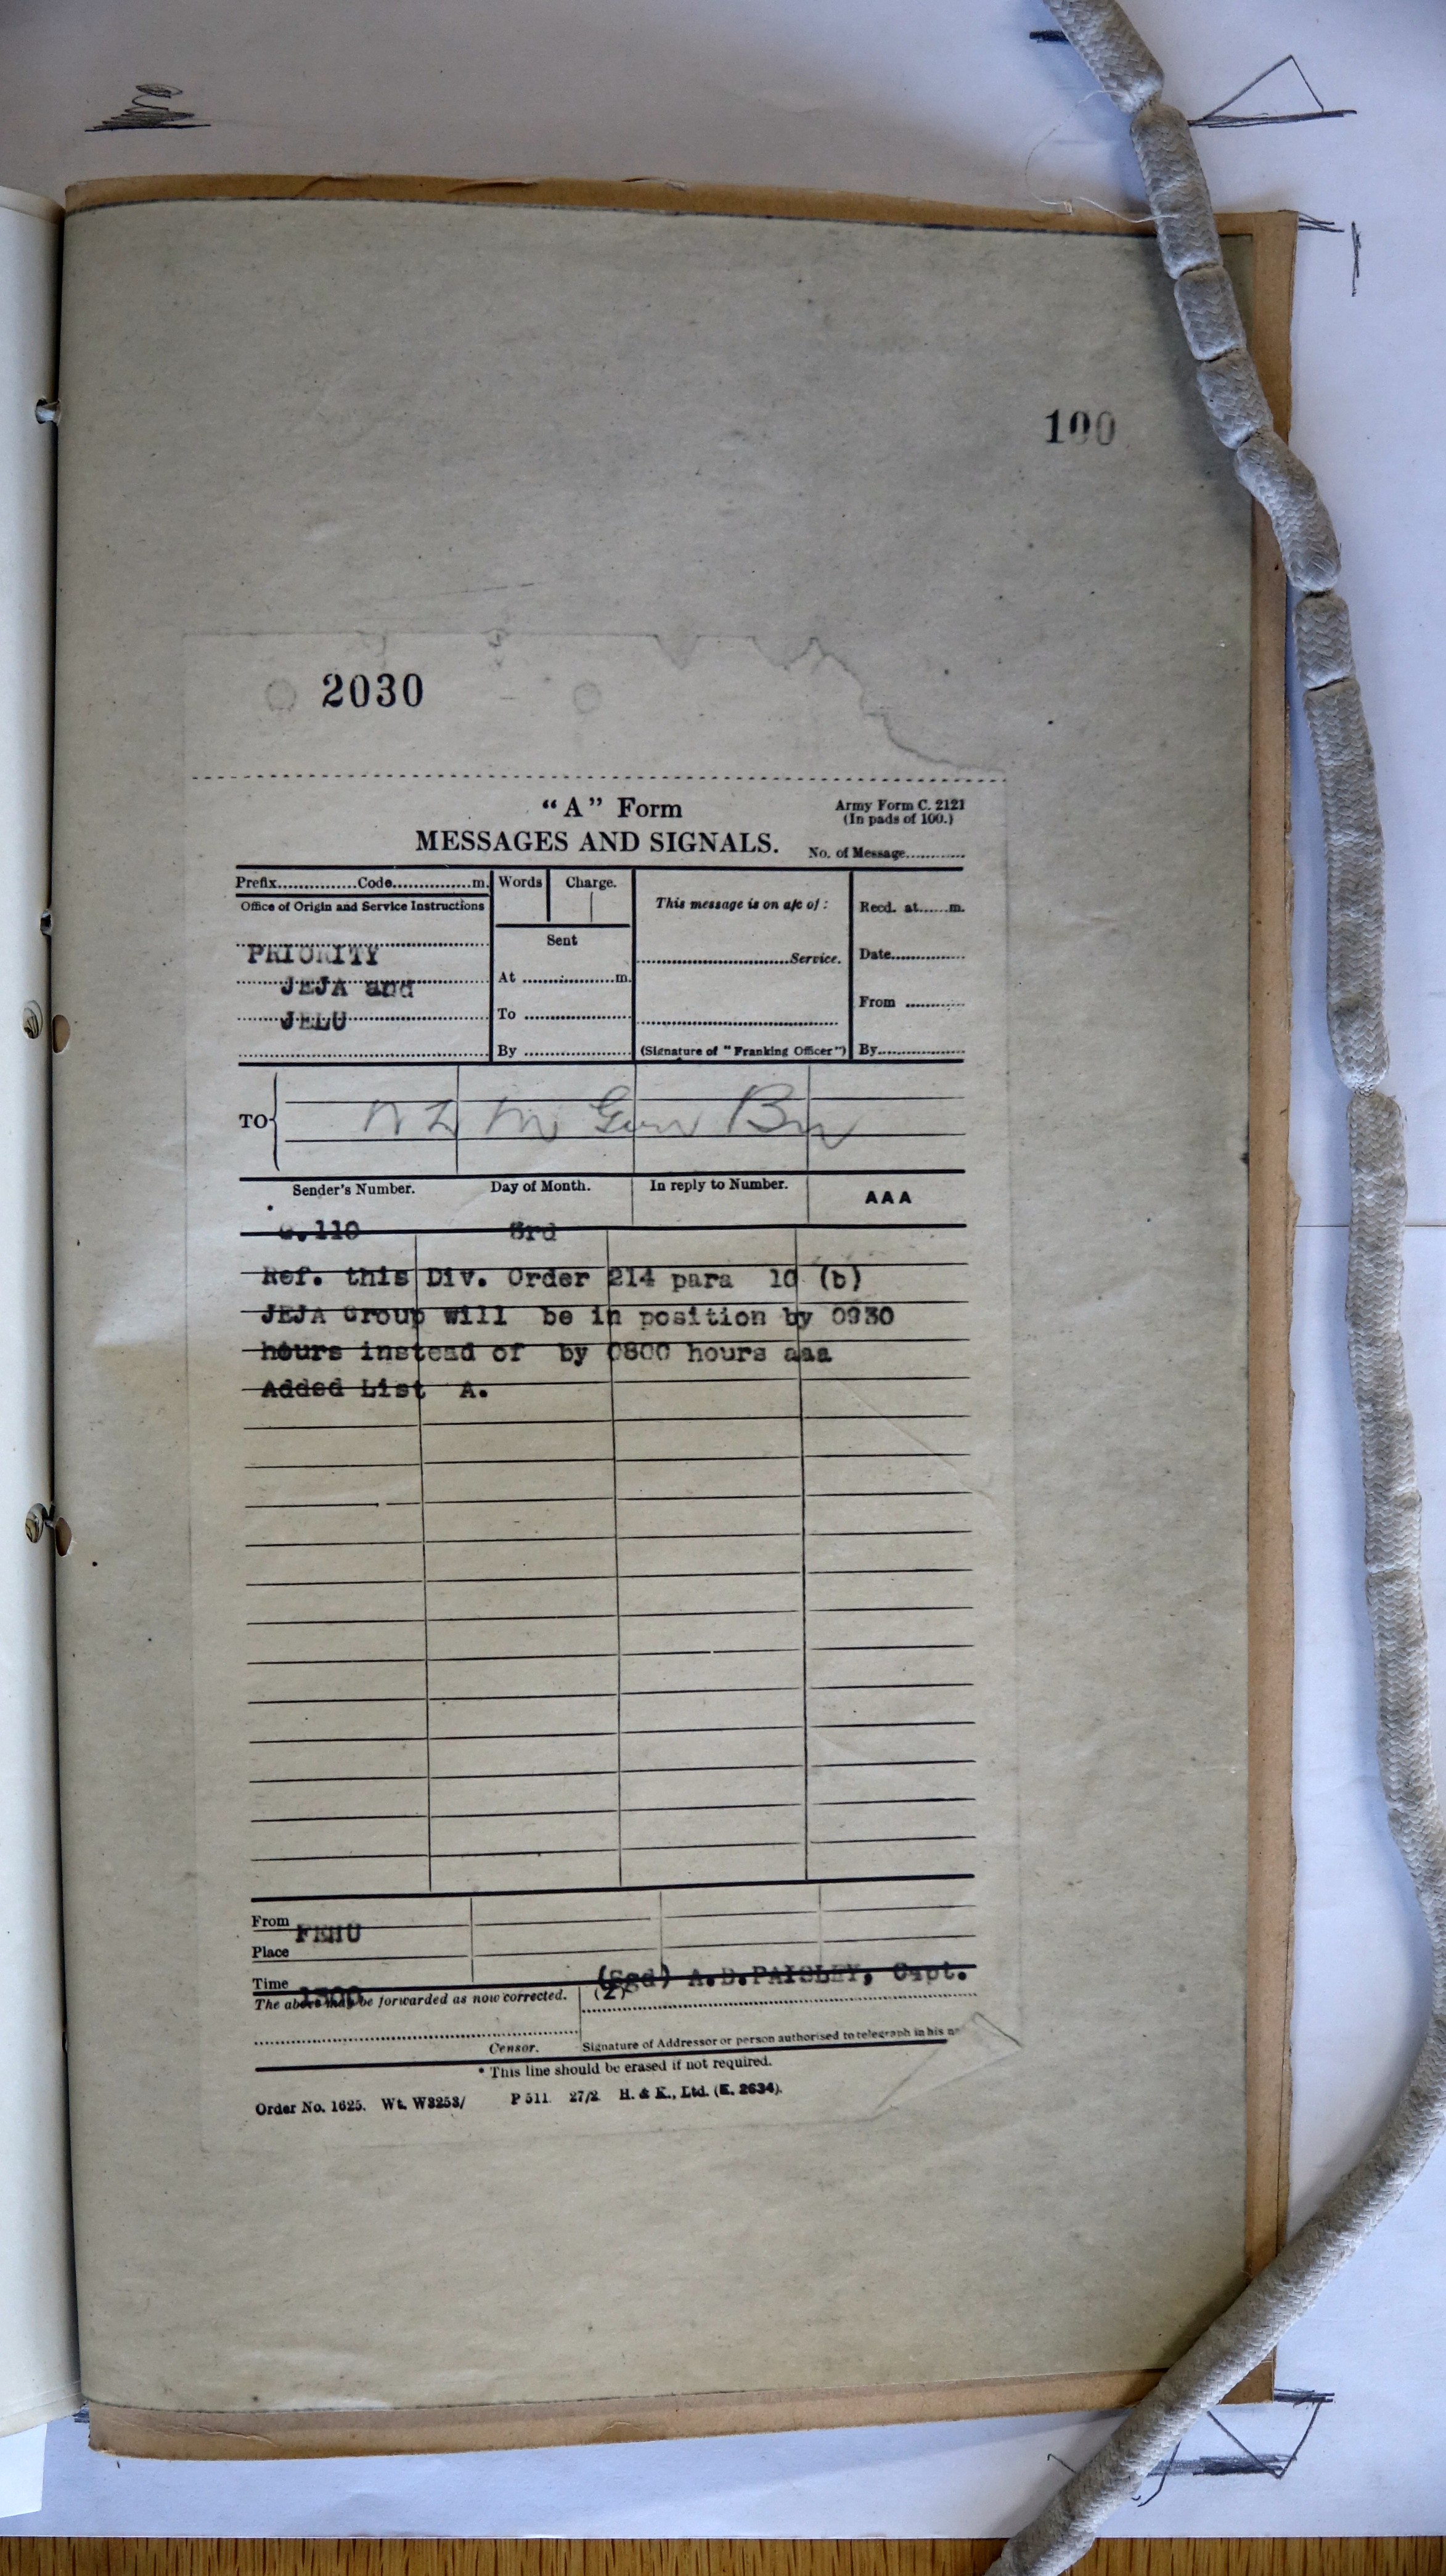 100
2030
"A" Form
Army Form C. 2121
(In pads of 100.)
MESSAGES AND SIGNALS.
No. of Message............
Prefix...............Code...............m.
Words
Charge.
This message is on a/c of :
Recd. at......m.
Office of Origin and Service Instructions
Sent
PRIORITY
..............................Service.
Date..............
JEJA and
At ..................m.
JELU
To .....................
From ............
By .....................
(Signature of "Franking Officer")
By................
TO
Gun Bn
Sender's Number.
Day of Month.
In reply to Number.
AAA
G.110
3rd
Ref. this Div. Order 214 para 10 (b)
JEJA Group will be in position by 0930
hours instead of by 0800 hours aaa
Added List A.
From
Place
Time
(Sgd) A.D.PAISLEY, Capt.
The above may be forwarded as now corrected.
(Z)
Censor.
Signature of Addressor or person authorised to telegraph in his
* This line should be erased if not required.
Order No. 1625. Wt. W3253/ P 511. 27/2 H. & K., Ltd. (E. 2634).